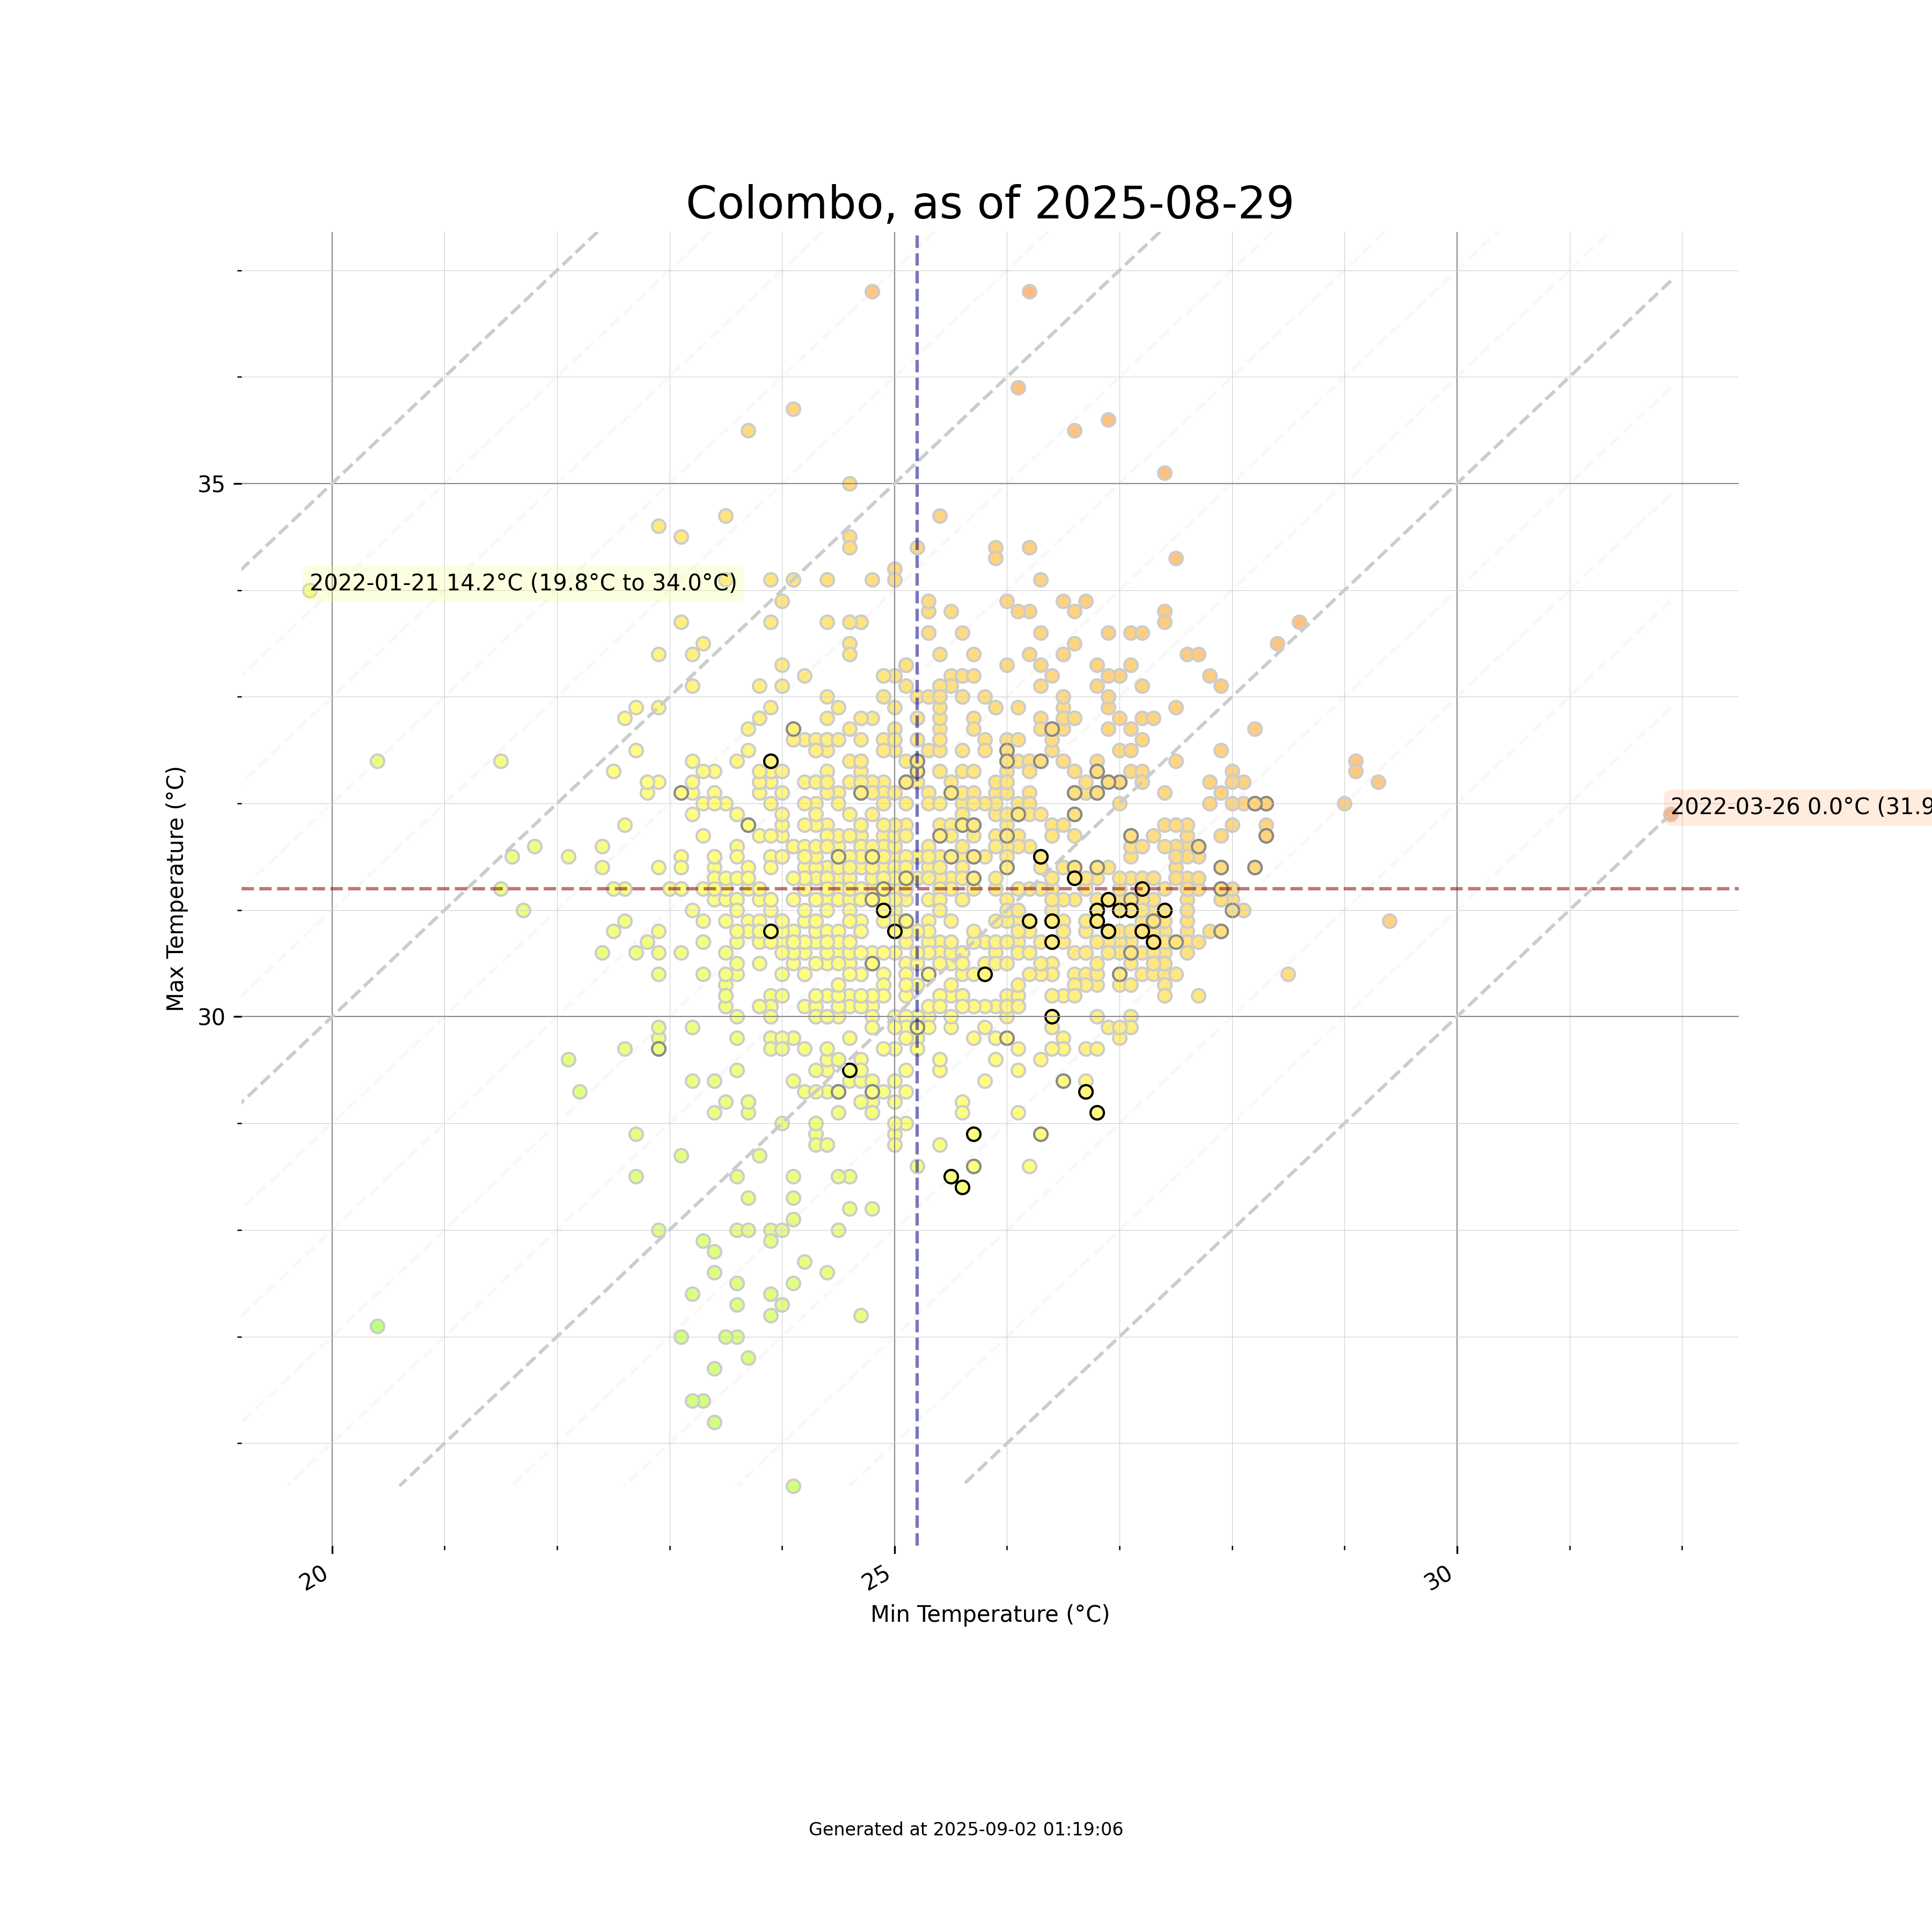 Colombo, as of 2025-08-29
35
2022-01-21 14.2°C (19.8°C to 34.0°C)
2022-03-26 0.0°C (31.9
Max Temperature (°C)
30
20
25
30
Min Temperature (°C)
Generated at 2025-09-02 01:19:06